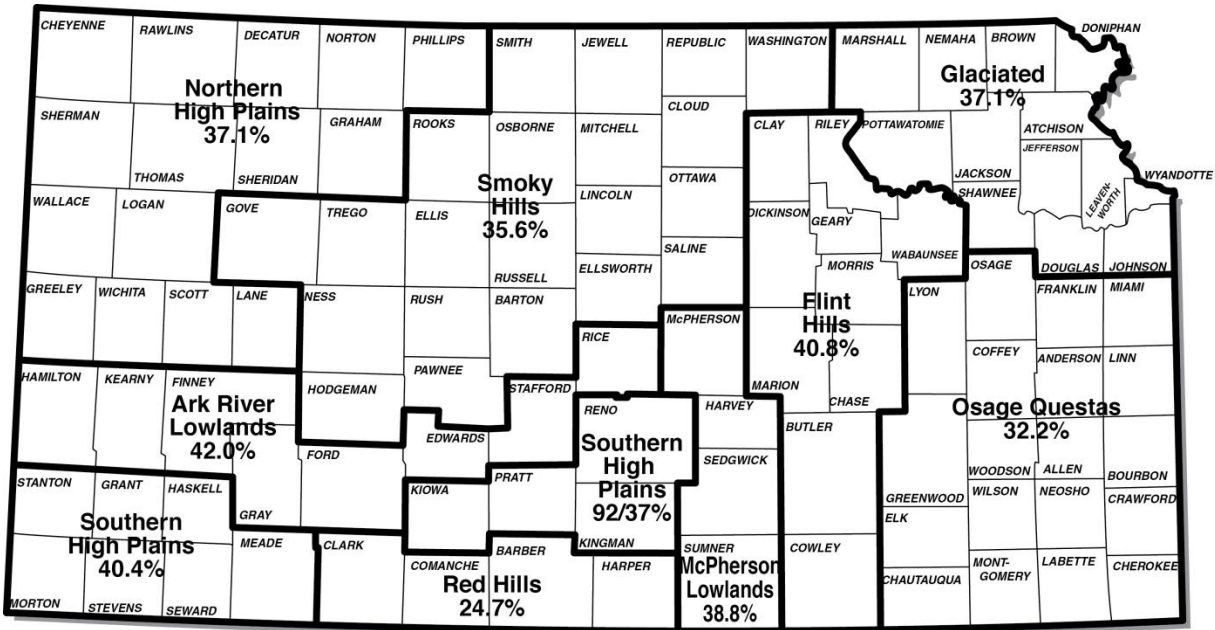 CHEYENNE
RAWLINS
DECATUR
NORTON
PHILLIPS
SMITH
JEWELL
REPUBLIC
WASHINGTON
MARSHALL
NEMAHA
BROWN
DONIPHAN
Northern
High Plains
37.1%
Glaciated
37.1%
SHERMAN
THOMAS
SHERIDAN
GRAHAM
ROOKS
OSBORNE
MITCHELL
CLOUD
CLAY
RILEY
POTTAWATOMIE
JACKSON
ATCHISON
JEFFERSON
LEAVEN-
WORTH
WYANDOTTE
Smoky
Hills
35.6%
WALLACE
LOGAN
GOVE
TREGO
ELLIS
RUSSELL
LINCOLN
OTTAWA
SALINE
DICKINSON
GEARY
MORRIS
WABAUNSEE
SHAWNEE
OSAGE
DOUGLAS
JOHNSON
GREELEY
WICHITA
SCOTT
LANE
NESS
RUSH
BARTON
ELLSWORTH
McPHERSON
Flint
Hills
40.8%
LYON
FRANKLIN
MIAMI
HAMILTON
KEARNY
FINNEY
HODGEMAN
PAWNEE
STAFFORD
RICE
MARION
CHASE
COFFEY
ANDERSON
LINN
Ark River
Lowlands
42.0%
Osage Questas
32.2%
FORD
EDWARDS
RENO
HARVEY
BUTLER
SEDGWICK
Southern
High
Plains
92/37%
STANTON
GRANT
HASKELL
GRAY
KIOWA
PRATT
KINGMAN
GREENWOOD
WOODSON
ALLEN
BOURBON
WILSON
NEOSHO
CRAWFORD
Southern
High Plains
40.4%
MEADE
CLARK
COMANCHE
BARBER
HARPER
SUMNER
COWLEY
ELK
CHAUTAUQUA
MONT-
GOMERY
LABETTE
CHEROKEE
Red Hills
24.7%
McPherson
Lowlands
38.8%
MORTON
STEVENS
SEWARD